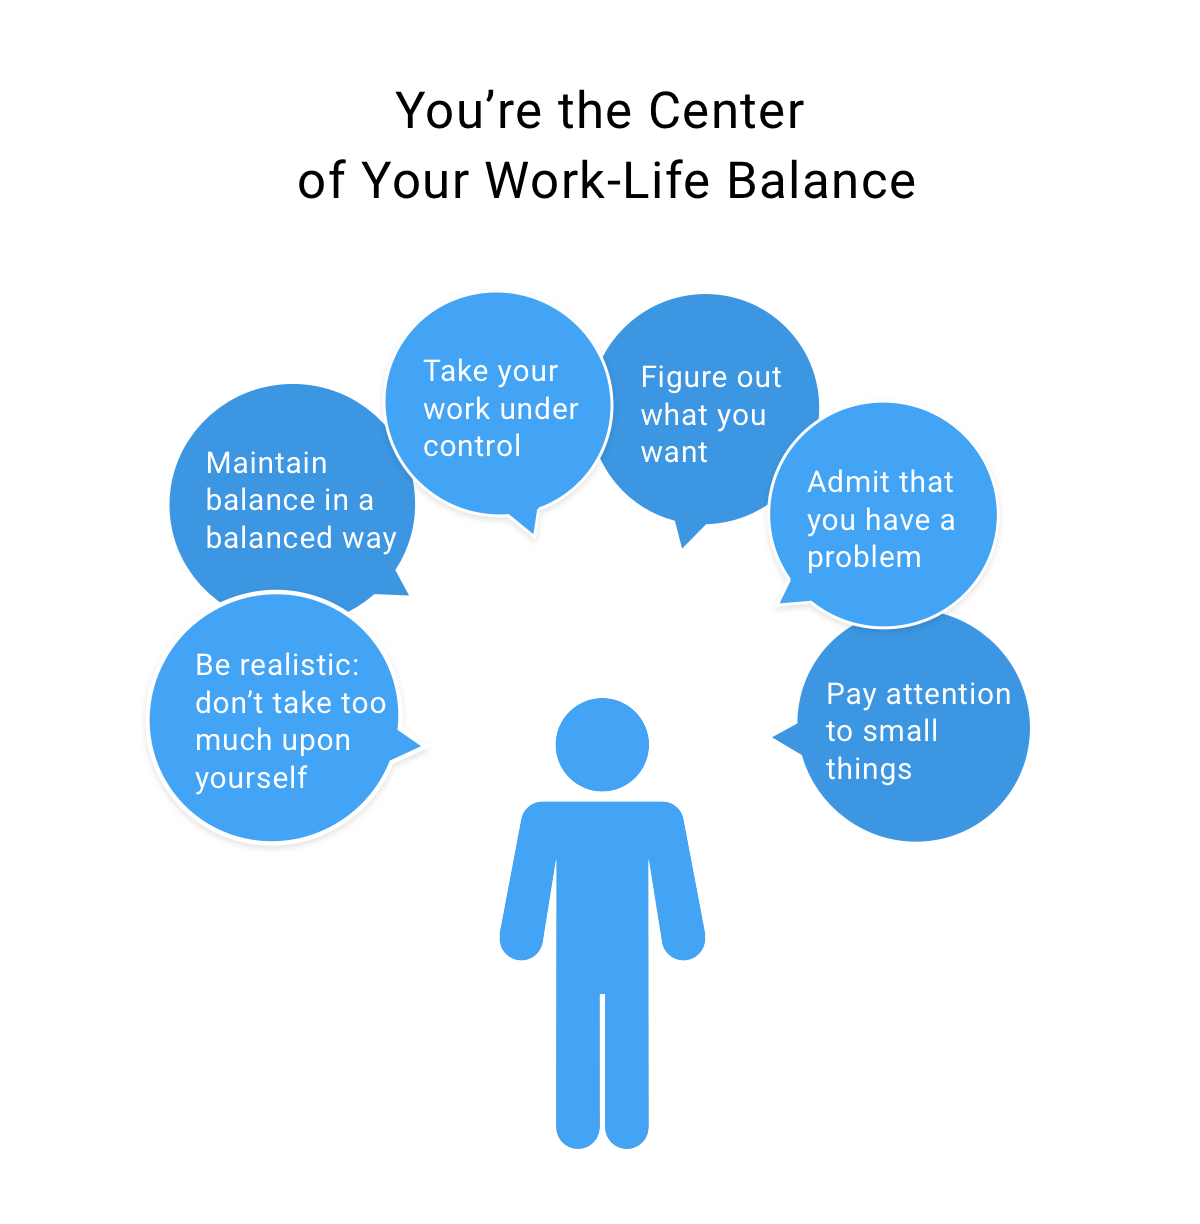 You’re the Center
of Your Work-Life Balance
Take your
work under
control
Figure out
what you
want
Maintain
balance in a
balanced way
Admit that
you have a
problem
Be realistic:
don’t take too
much upon
yourself
Pay attention
to small
things